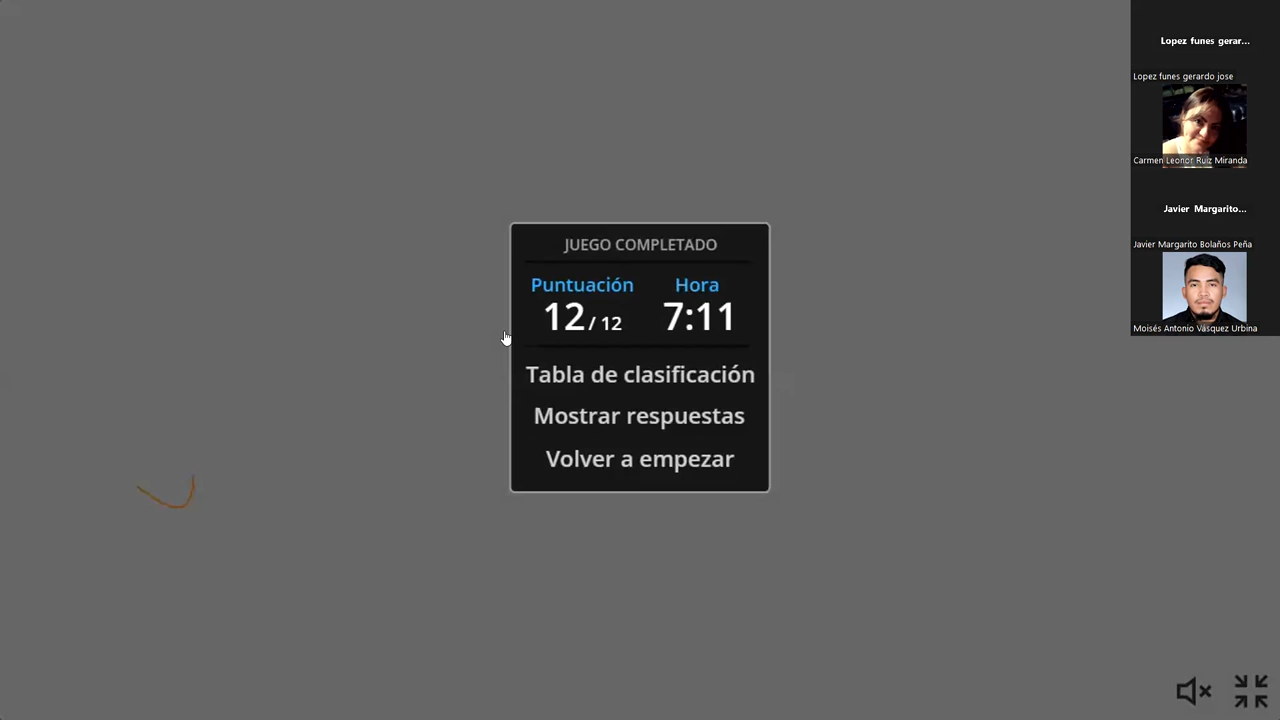 JUEGO COMPLETADO
Puntuación Hora
12 / 12 7:11
Tabla de clasificación
Mostrar respuestas
Volver a empezar
Lopez funes gerar...
Lopez funes gerardo jose
Carmen Leonor Ruiz Miranda
Javier Margarito...
Javier Margarito Bolaños Peña
Moisés Antonio Vásquez Urbina